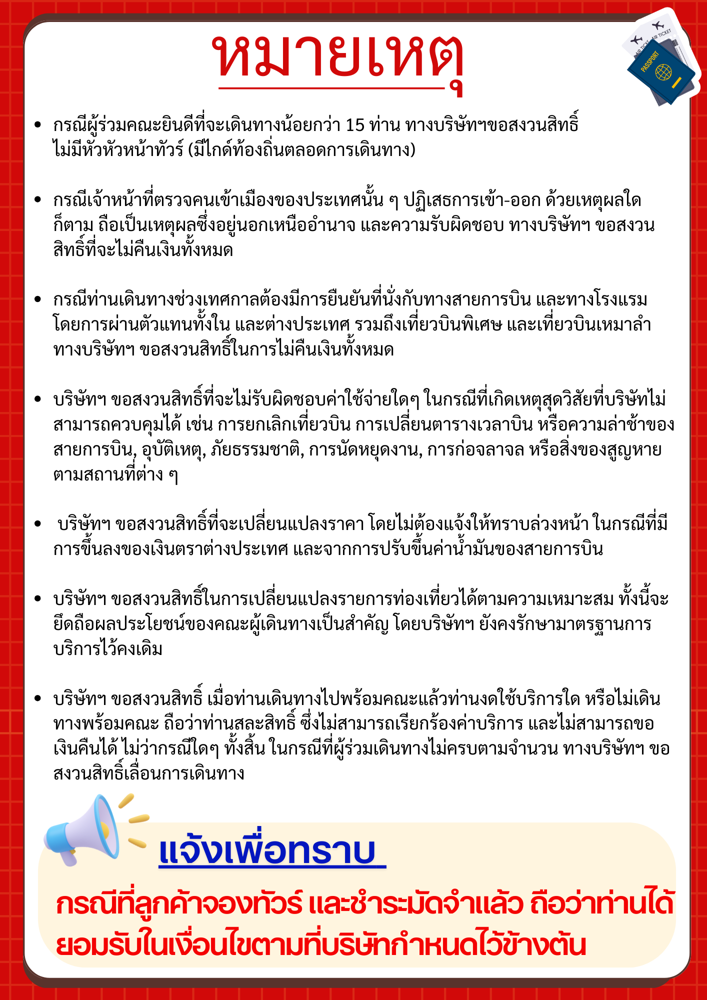 หมายเหตุ
AIR TICKET
AIR TICKET
PASSPORT
• กรณีผู้ร่วมคณะยินดีที่จะเดินทางน้อยกว่า 15 ท่าน ทางบริษัทฯขอสงวนสิทธิ์
ไม่มีหัวหัวหน้าทัวร์ (มีไกด์ท้องถิ่นตลอดการเดินทาง)
• กรณีเจ้าหน้าที่ตรวจคนเข้าเมืองของประเทศนั้น ๆ ปฏิเสธการเข้า-ออก ด้วยเหตุผลใด
ก็ตาม ถือเป็นเหตุผลซึ่งอยู่นอกเหนืออำนาจ และความรับผิดชอบ ทางบริษัทฯ ขอสงวน
สิทธิ์ที่จะไม่คืนเงินทั้งหมด
• กรณีท่านเดินทางช่วงเทศกาลต้องมีการยืนยันที่นั่งกับทางสายการบิน และทางโรงแรม
โดยการผ่านตัวแทนทั้งใน และต่างประเทศ รวมถึงเที่ยวบินพิเศษ และเที่ยวบินเหมาลำ
ทางบริษัทฯ ขอสงวนสิทธิ์ในการไม่คืนเงินทั้งหมด
• บริษัทฯ ขอสงวนสิทธิ์ที่จะไม่รับผิดชอบค่าใช้จ่ายใดๆ ในกรณีที่เกิดเหตุสุดวิสัยที่บริษัทไม่
สามารถควบคุมได้ เช่น การยกเลิกเที่ยวบิน การเปลี่ยนตารางเวลาบิน หรือความล่าช้าของ
สายการบิน, อุบัติเหตุ, ภัยธรรมชาติ, การนัดหยุดงาน, การก่อจลาจล หรือสิ่งของสูญหาย
ตามสถานที่ต่าง ๆ
• บริษัทฯ ขอสงวนสิทธิ์ที่จะเปลี่ยนแปลงราคา โดยไม่ต้องแจ้งให้ทราบล่วงหน้า ในกรณีที่มี
การขึ้นลงของเงินตราต่างประเทศ และจากการปรับขึ้นค่าน้ำมันของสายการบิน
• บริษัทฯ ขอสงวนสิทธิ์ในการเปลี่ยนแปลงรายการท่องเที่ยวได้ตามความเหมาะสม ทั้งนี้จะ
ยึดถือผลประโยชน์ของคณะผู้เดินทางเป็นสำคัญ โดยบริษัทฯ ยังคงรักษามาตรฐานการ
บริการไว้คงเดิม
• บริษัทฯ ขอสงวนสิทธิ์ เมื่อท่านเดินทางไปพร้อมคณะแล้วท่านงดใช้บริการใด หรือไม่เดิน
ทางพร้อมคณะ ถือว่าท่านสละสิทธิ์ ซึ่งไม่สามารถเรียกร้องค่าบริการ และไม่สามารถขอ
เงินคืนได้ ไม่ว่ากรณีใดๆ ทั้งสิ้น ในกรณีที่ผู้ร่วมเดินทางไม่ครบตามจำนวน ทางบริษัทฯ ขอ
สงวนสิทธิ์เลื่อนการเดินทาง
แจ้งเพื่อทราบ
กรณีที่ลูกค้าจองทัวร์ และชำระมัดจำแล้ว ถือว่าท่านได้
ยอมรับในเงื่อนไขตามที่บริษัทกำหนดไว้ข้างต้น